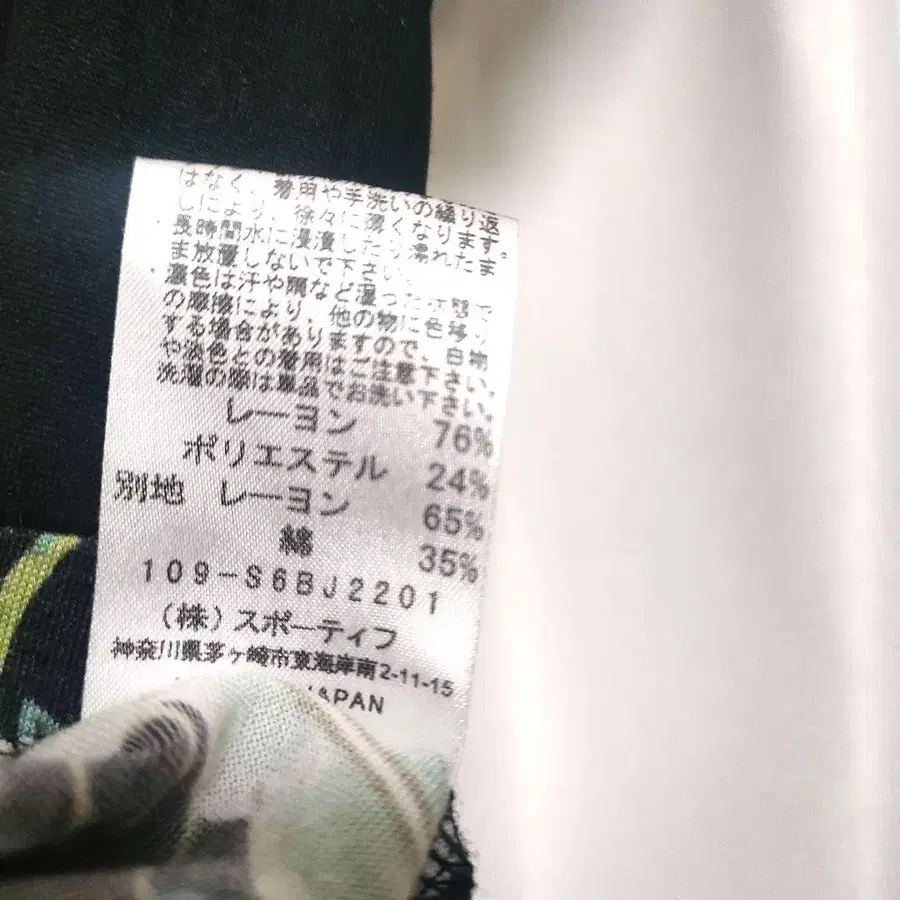 はなく、着用や手洗いの繰り返
しにより、徐々に薄くなります。
長時間水に浸漬したり濡れたま
ま放置しないで下さい。
濃色は汗や雨など湿った状態で
の摩擦により、他の物に色移り
する場合がありますので、白物
や淡色との着用はご注意下さい。
洗濯の際は単品でお洗い下さい。
レーヨン 76%
ポリエステル 24%
別地 レーヨン 65%
綿 35%
109-S6BJ2201
(株)スポーティフ
神奈川県茅ヶ崎市東海岸南2-11-15
JAPAN